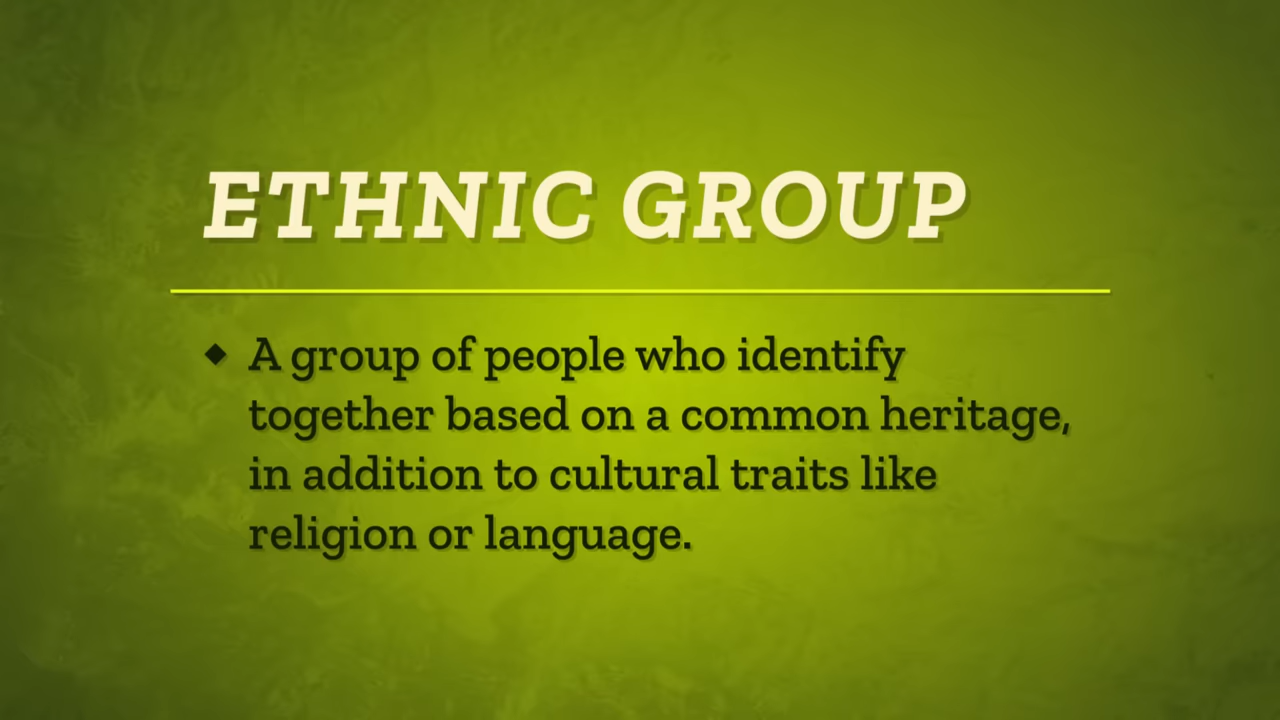 ETHNIC GROUP
◆ A group of people who identify
together based on a common heritage,
in addition to cultural traits like
religion or language.